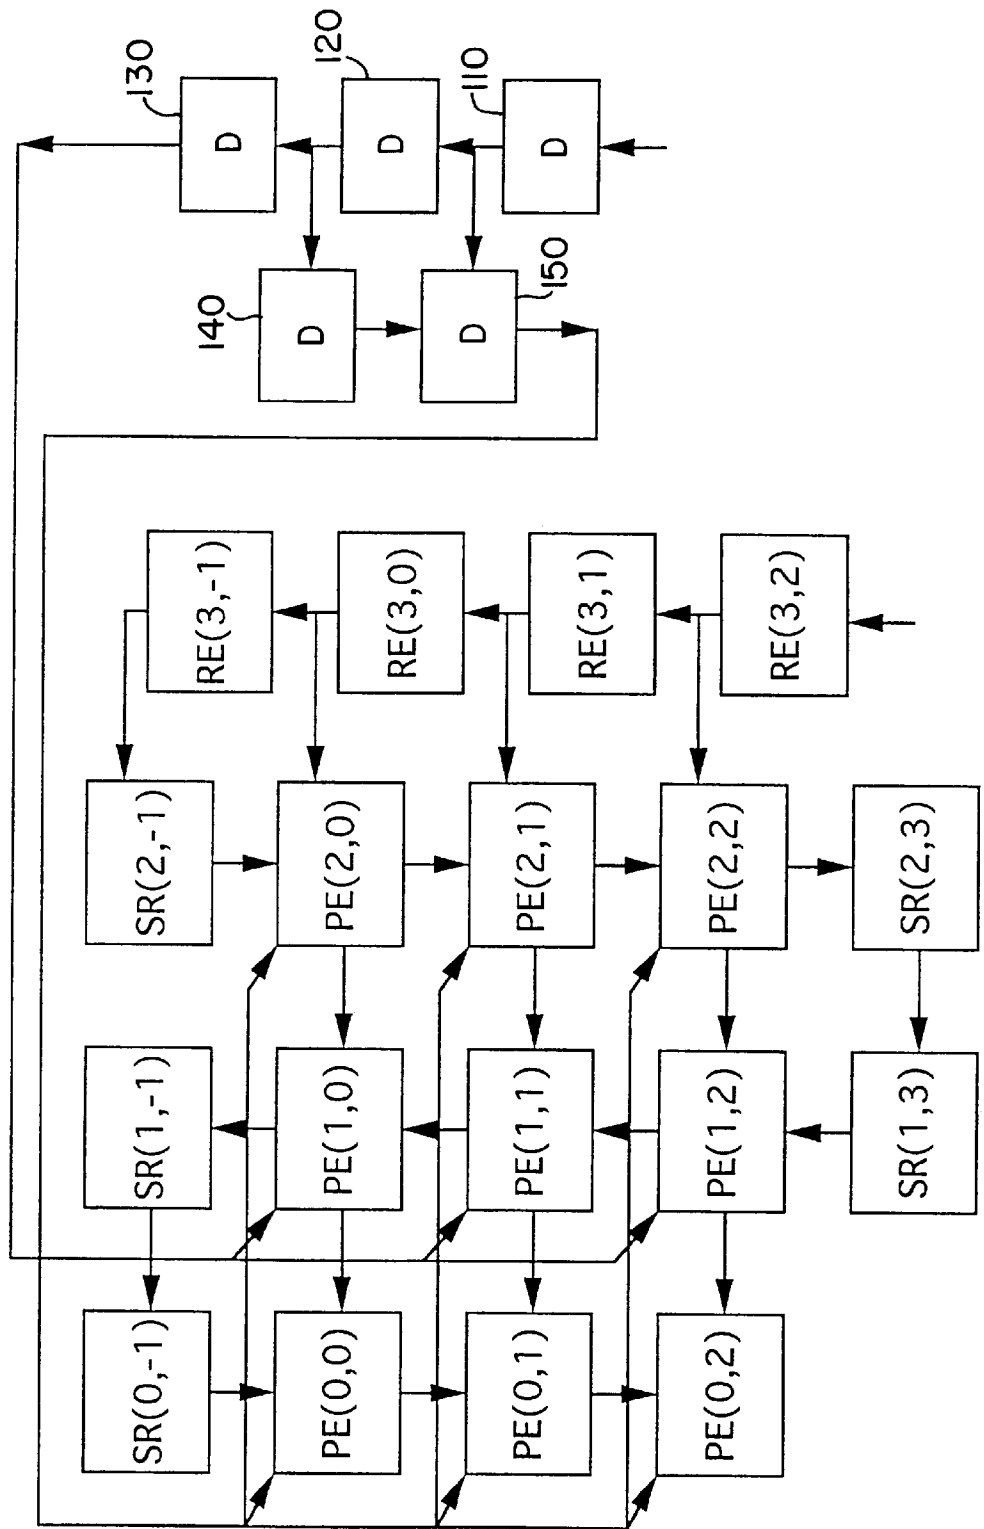 130
D
120
D
110
D
140
D
150
D
RE(3,-1)
RE(3,0)
RE(3,1)
RE(3,2)
SR(2,-1)
PE(2,0)
PE(2,1)
PE(2,2)
SR(2,3)
SR(1,-1)
PE(1,0)
PE(1,1)
PE(1,2)
SR(1,3)
SR(0,-1)
PE(0,0)
PE(0,1)
PE(0,2)